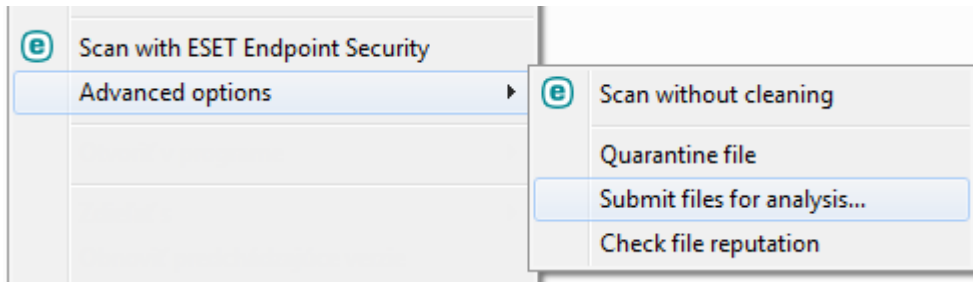 Scan with ESET Endpoint Security
Advanced options
Scan without cleaning
Quarantine file
Submit files for analysis...
Check file reputation